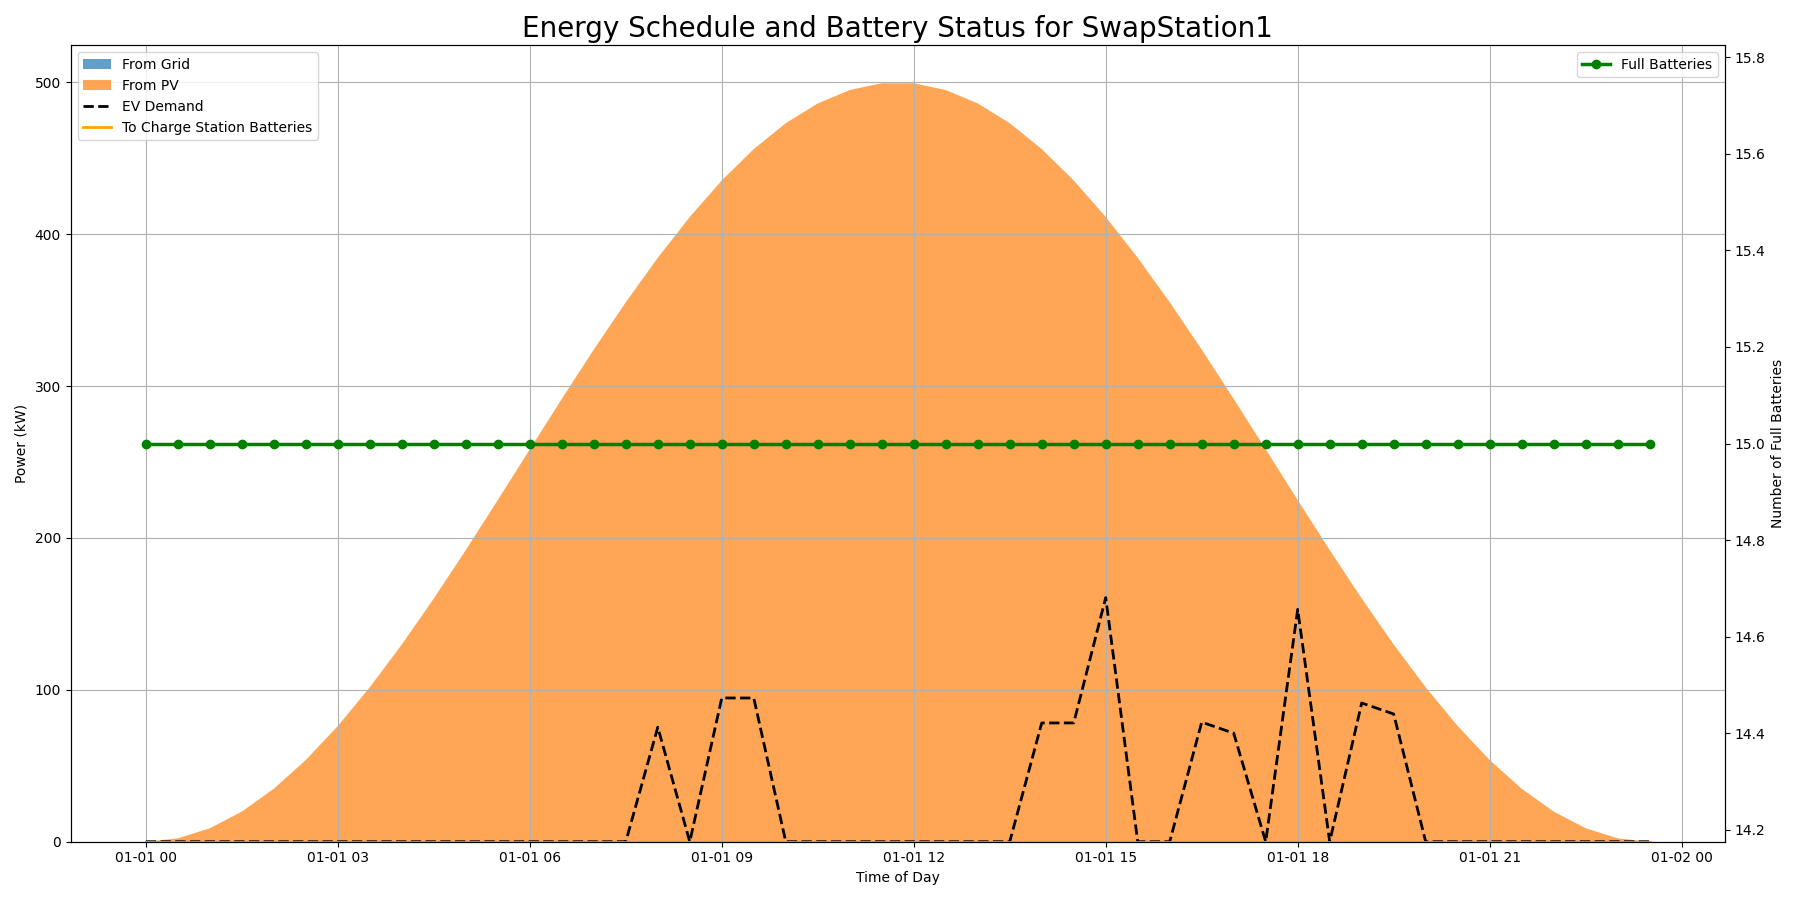 Energy Schedule and Battery Status for SwapStation1
From Grid
From PV
EV Demand
To Charge Station Batteries
Full Batteries
500
400
300
200
100
0
Power (kW)
15.8
15.6
15.4
15.2
15.0
14.8
14.6
14.4
14.2
Number of Full Batteries
01-01 00
01-01 03
01-01 06
01-01 09
01-01 12
01-01 15
01-01 18
01-01 21
01-02 00
Time of Day